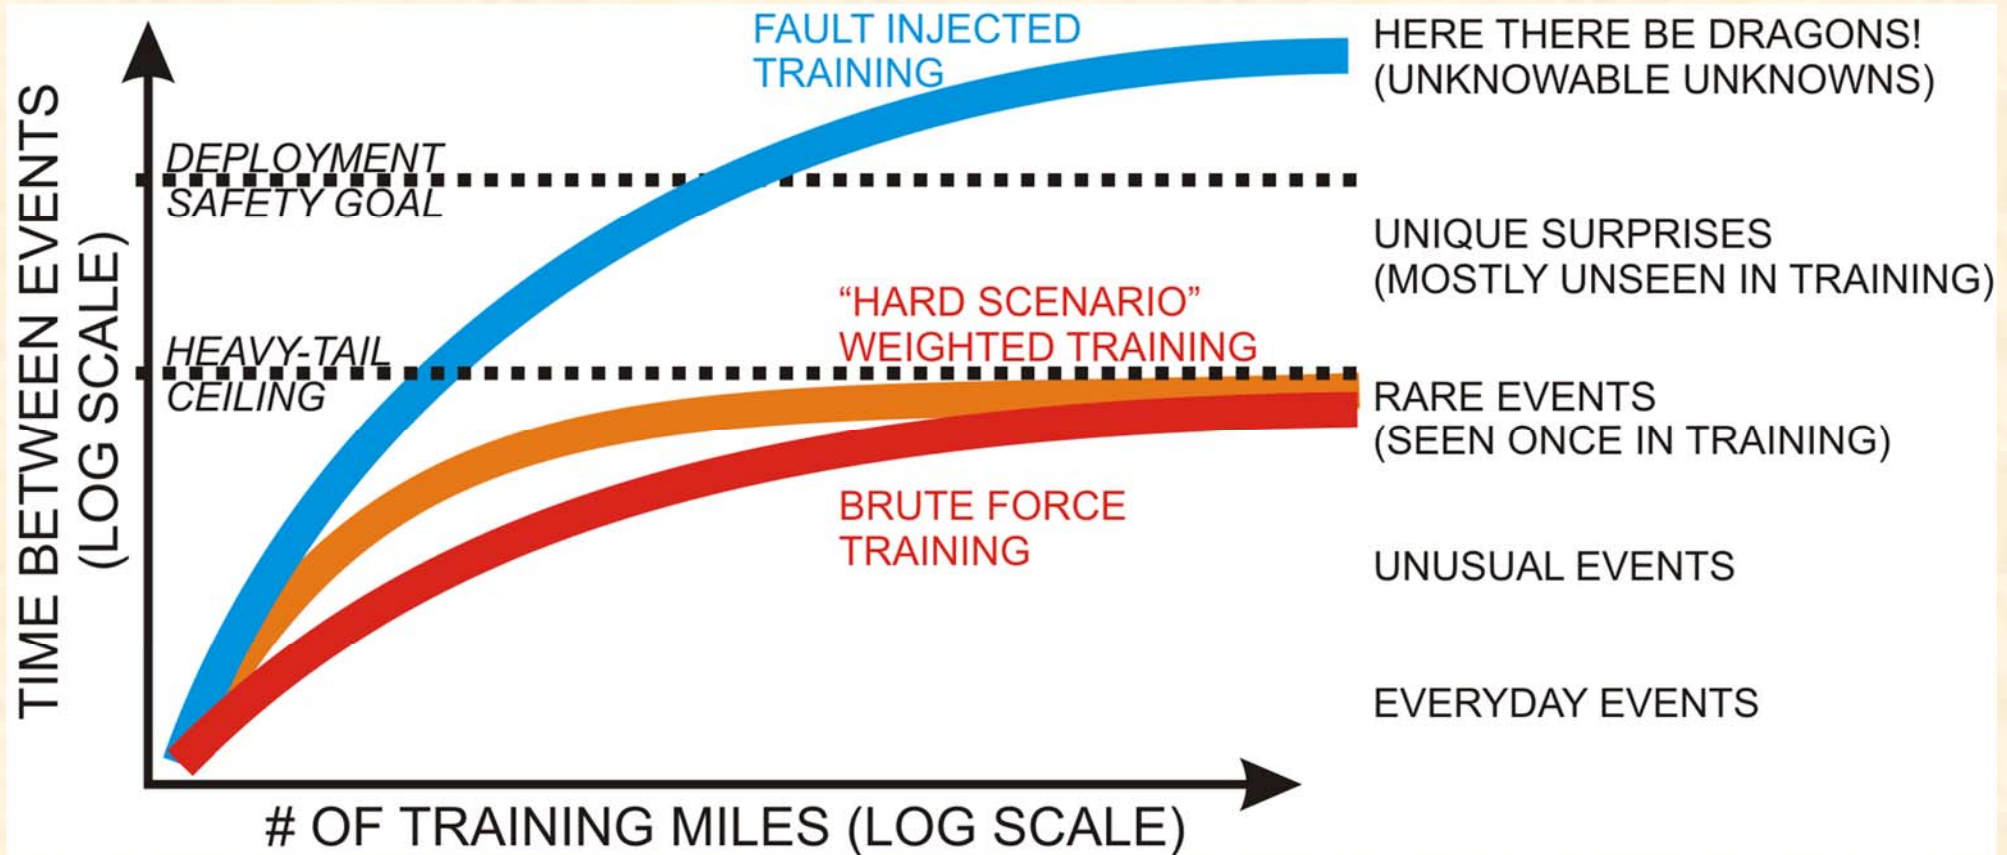 TIME BETWEEN EVENTS
(LOG SCALE)
FAULT INJECTED
TRAINING
DEPLOYMENT
SAFETY GOAL
HEAVY-TAIL
CEILING
“HARD SCENARIO”
WEIGHTED TRAINING
BRUTE FORCE
TRAINING
HERE THERE BE DRAGONS!
(UNKNOWABLE UNKNOWNS)
UNIQUE SURPRISES
(MOSTLY UNSEEN IN TRAINING)
RARE EVENTS
(SEEN ONCE IN TRAINING)
UNUSUAL EVENTS
EVERYDAY EVENTS
# OF TRAINING MILES (LOG SCALE)